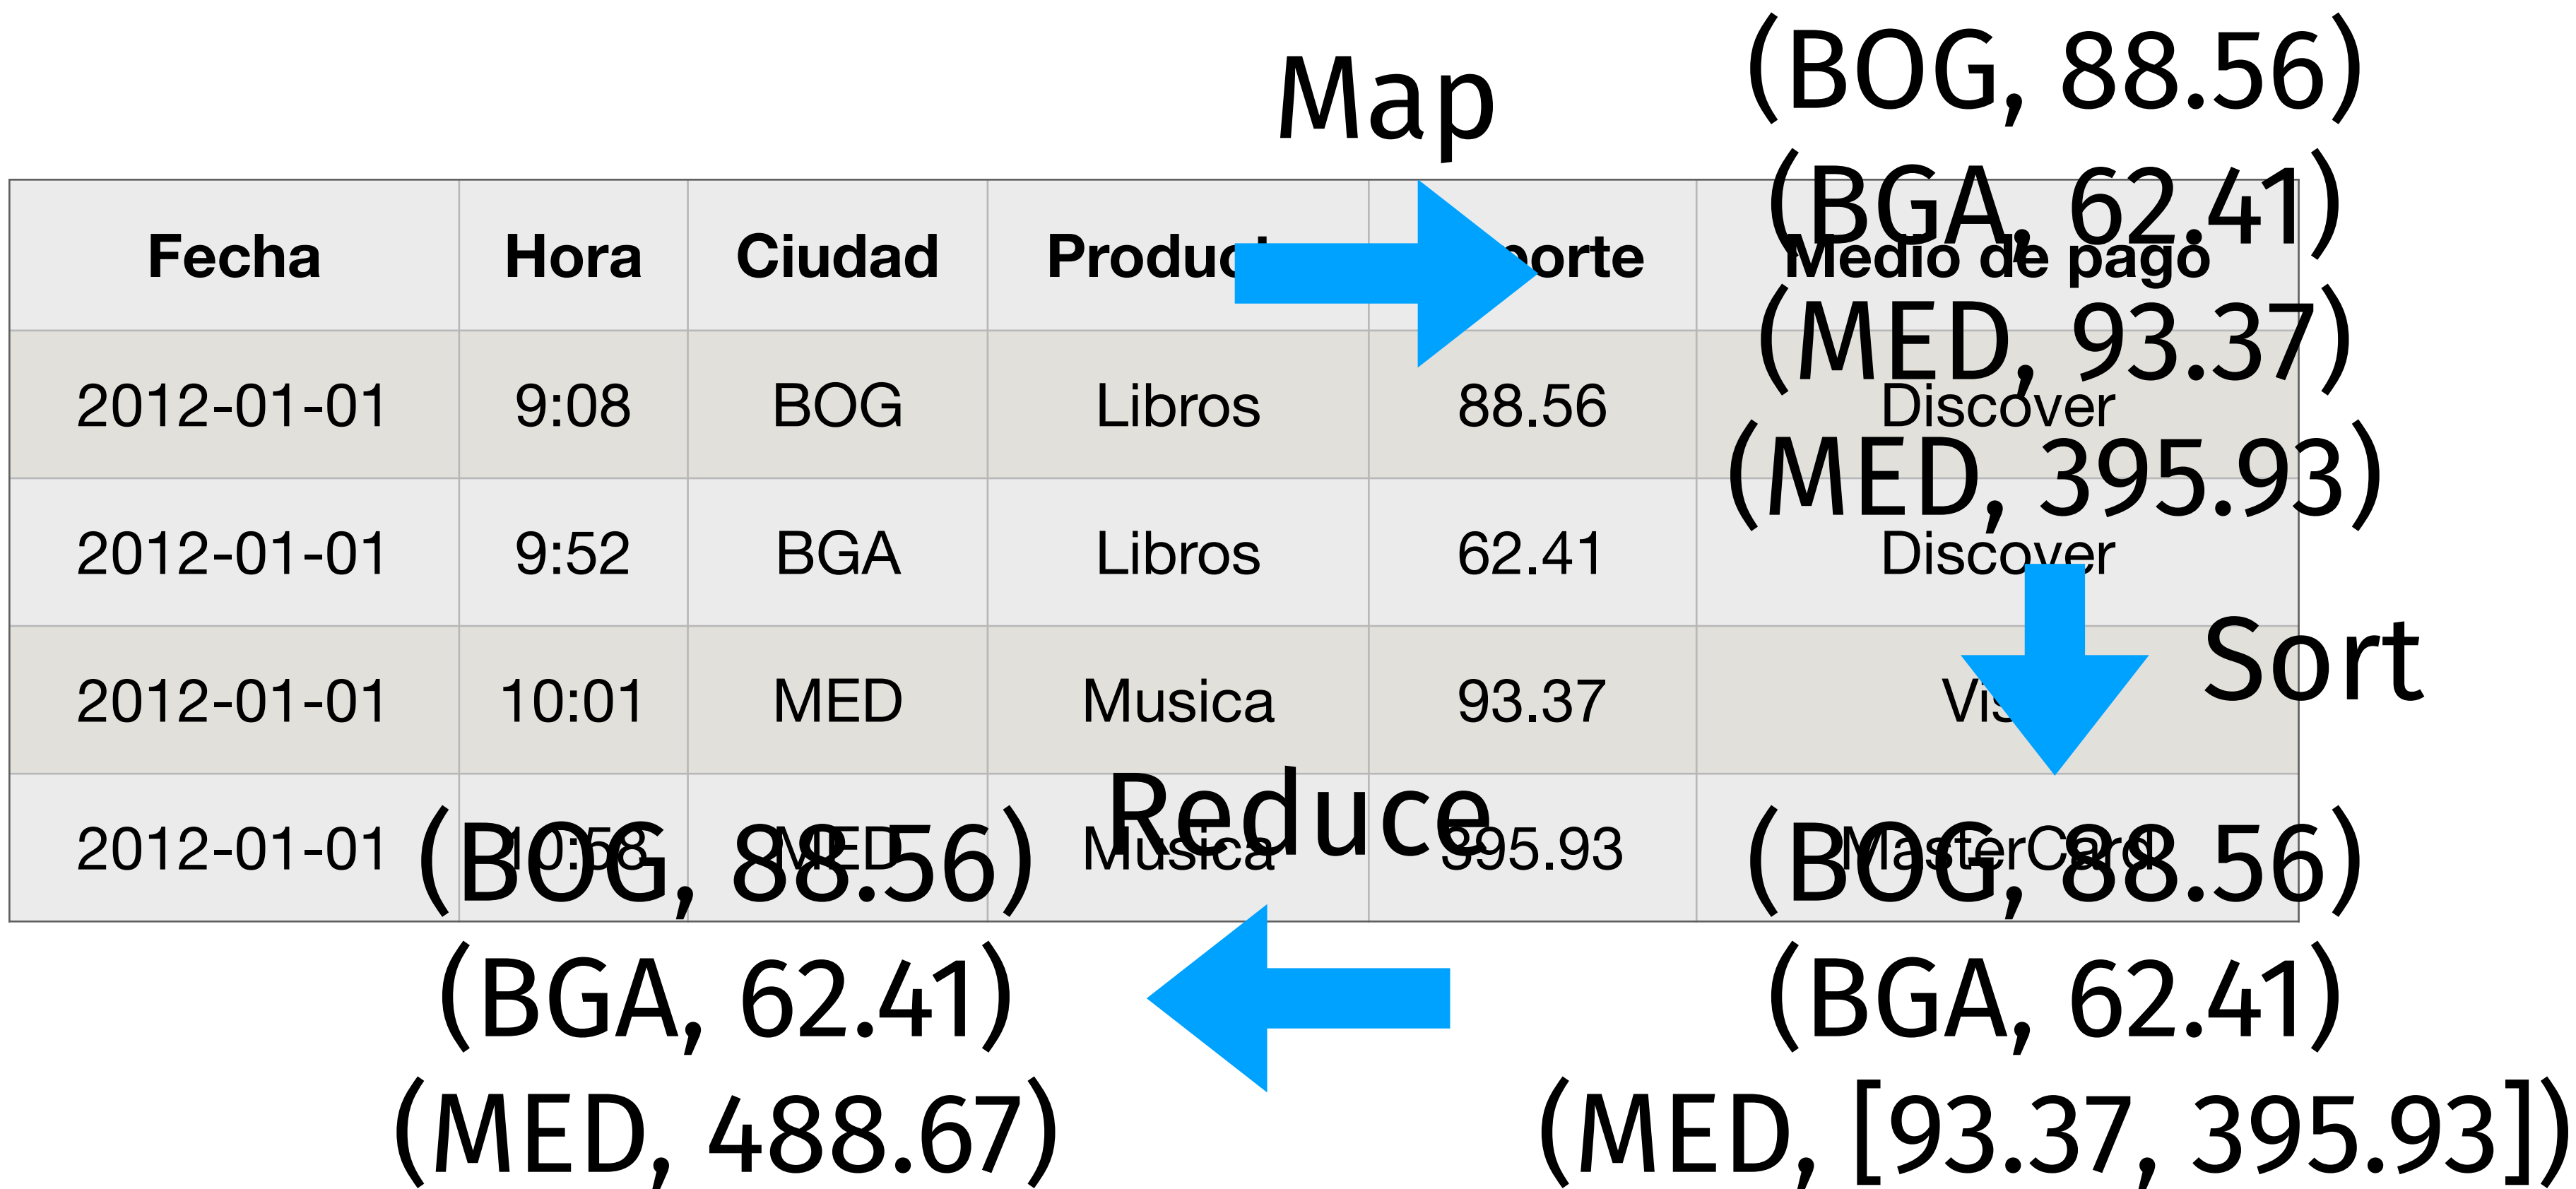 Map
(BOG, 88.56)
(BGA, 62.41)
(MED, 93.37)
(MED, 395.93)
Fecha Hora Ciudad Medio de pago
2012-01-01 9:08 BOG Libros 88.56 Discover
2012-01-01 9:52 BGA Libros 62.41 Discover
2012-01-01 10:01 MED Musica 93.37
2012-01-01 10:58 MED Musica 395.93 MasterCard
Sort
(BOG, 88.56)
(BGA, 62.41)
(MED, [93.37, 395.93])
Reduce
(BOG, 88.56)
(BGA, 62.41)
(MED, 488.67)